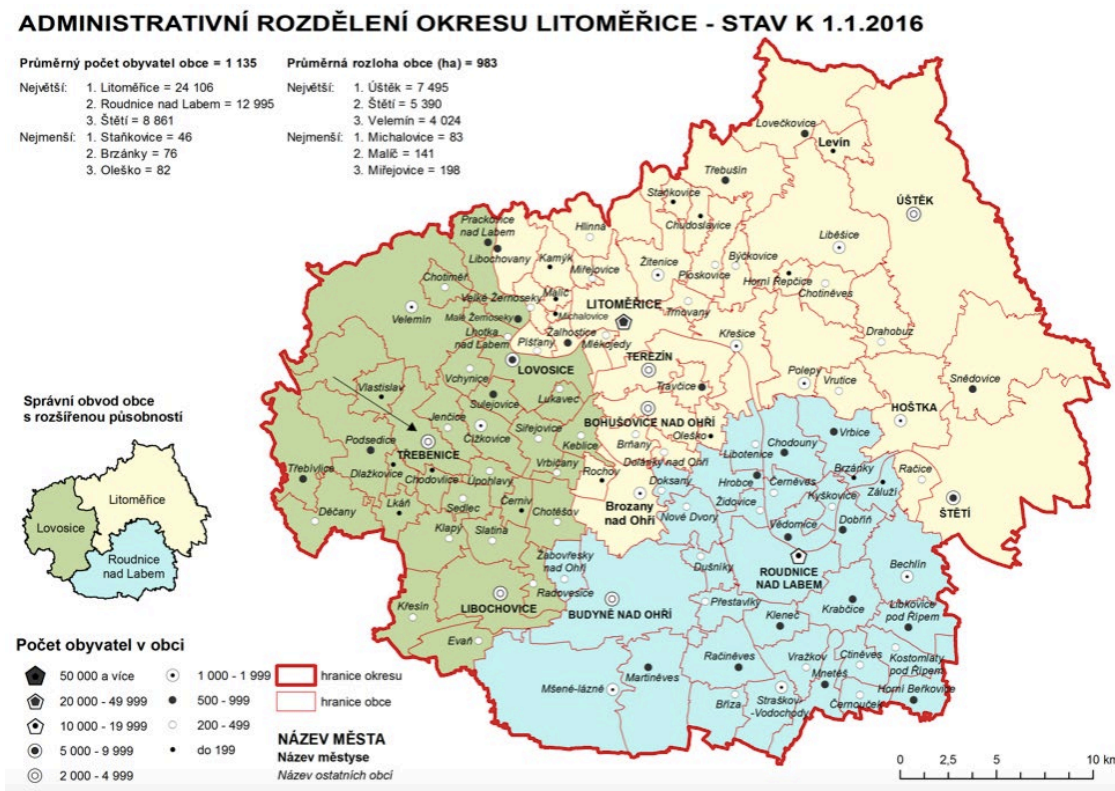 ADMINISTRATIVNÍ ROZDĚLENÍ OKRESU LITOMĚŘICE - STAV K 1.1.2016
Průměrný počet obyvatel obce = 1 135
Největší: 1. Litoměřice = 24 106
2. Roudnice nad Labem = 12 995
3. Štětí = 8 861
Nejmenší: 1. Staňkovice = 46
2. Brzánky = 76
3. Oleško = 82
Průměrná rozloha obce (ha) = 983
Největší: 1. Úštěk = 7 495
2. Štětí = 5 390
3. Velemín = 4 024
Nejmenší: 1. Michalovice = 83
2. Malíč = 141
3. Miřejovice = 198
Lovečkovice
Levín
Třebušín
Staňkovice
Chudoslavice
ÚŠTĚK
Prackovice
nad Labem
Libochovany
Hlinná
Kamýk
Miřejovice
Žitenice
Ploskovice
Býčkovice
Liběšice
Horní Řepčice
Chotiněves
Chotiměř
Velemín
Velké Žernoseky
Malé Žernoseky
Malíč
Michalovice
LITOMĚŘICE
Trnovany
Lhotka
nad Labem
Píšťany
Žalhostice
Mlékojedy
Křešice
Drahobuz
LOVOSICE
TEREZÍN
Vchynice
Vlastislav
Sulejovice
Lukavec
Travčice
Polepy
Vrutice
Snědovice
Jenčice
Čížkovice
Siřejovice
Keblice
BOHUŠOVICE NAD OHŘÍ
Oleško
HOŠTKA
Podsedice
TŘEBENICE
Brňany
Dolánky nad Ohří
Libotenice
Chodouny
Vrbice
Třebívlice
Dlažkovice
Chodovlice
Úpohlavy
Vrbičany
Rochov
Doksany
Hrobce
Černěves
Brzánky
Račice
Děčany
Lkáň
Sedlec
Černiv
Chotěšov
Brozany
nad Ohří
Židovice
Kyškovice
Záluží
ŠTĚTÍ
Klapý
Slatina
Nové Dvory
Vědomice
Dobříň
Žabovřesky
nad Ohří
Radovesice
Dušníky
ROUDNICE
NAD LABEM
Bechlín
Křesín
LIBOCHOVICE
BUDYNĚ NAD OHŘÍ
Přestavlky
Kleneč
Krabčice
Libkovice
pod Řípem
Evaň
Mšené-lázně
Martiněves
Račiněves
Vražkov
Ctiněves
Kostomlaty
pod Řípem
Mnetěš
Bříza
Straškov
-Vodochody
Černouček
Horní Beřkovice
Správní obvod obce
s rozšířenou působností
Litoměřice
Lovosice
Roudnice
nad Labem
Počet obyvatel v obci
50 000 a více
20 000 - 49 999
10 000 - 19 999
5 000 - 9 999
2 000 - 4 999
1 000 - 1 999
500 - 999
200 - 499
do 199
hranice okresu
hranice obce
NÁZEV MĚSTA
Název městyse
Název ostatních obcí
0 2,5 5 10 km